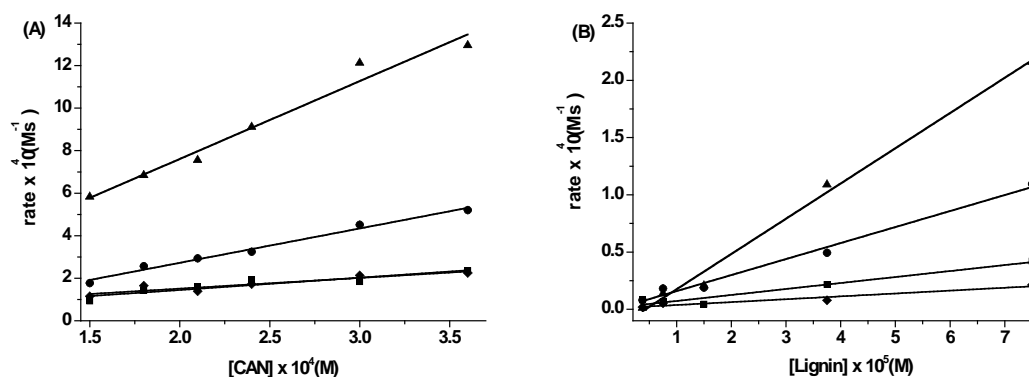 (A)
14
12
10
8
6
4
2
0
rate x 10⁴(Ms⁻¹)
1.5 2.0 2.5 3.0 3.5
[CAN] x 10⁴(M)
(B)
2.5
2.0
1.5
1.0
0.5
0.0
rate x 10⁴(Ms⁻¹)
1 2 3 4 5 6 7
[Lignin] x 10⁵(M)